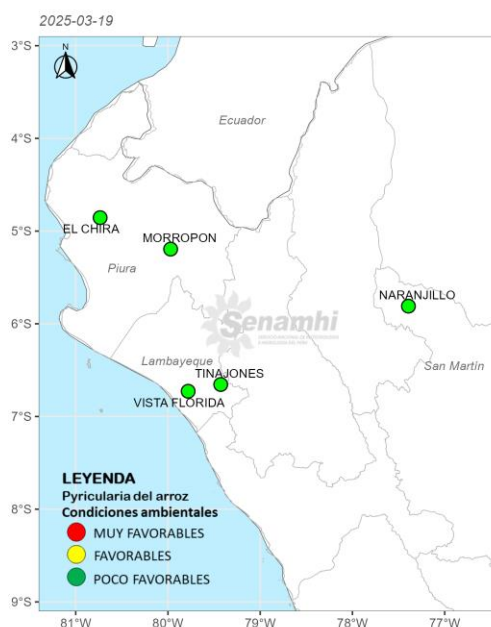 2025-03-19
3°S
N
Ecuador
4°S
EL CHIRA
5°S
MORROPON
Piura
NARANJILLO
6°S
Senamhi
Lambayeque
TINAJONES
San Martín
VISTA FLORIDA
7°S
LEYENDA
Pyricularia del arroz
Condiciones ambientales
8°S
MUY FAVORABLES
FAVORABLES
POCO FAVORABLES
9°S
81°W 80°W 79°W 78°W 77°W